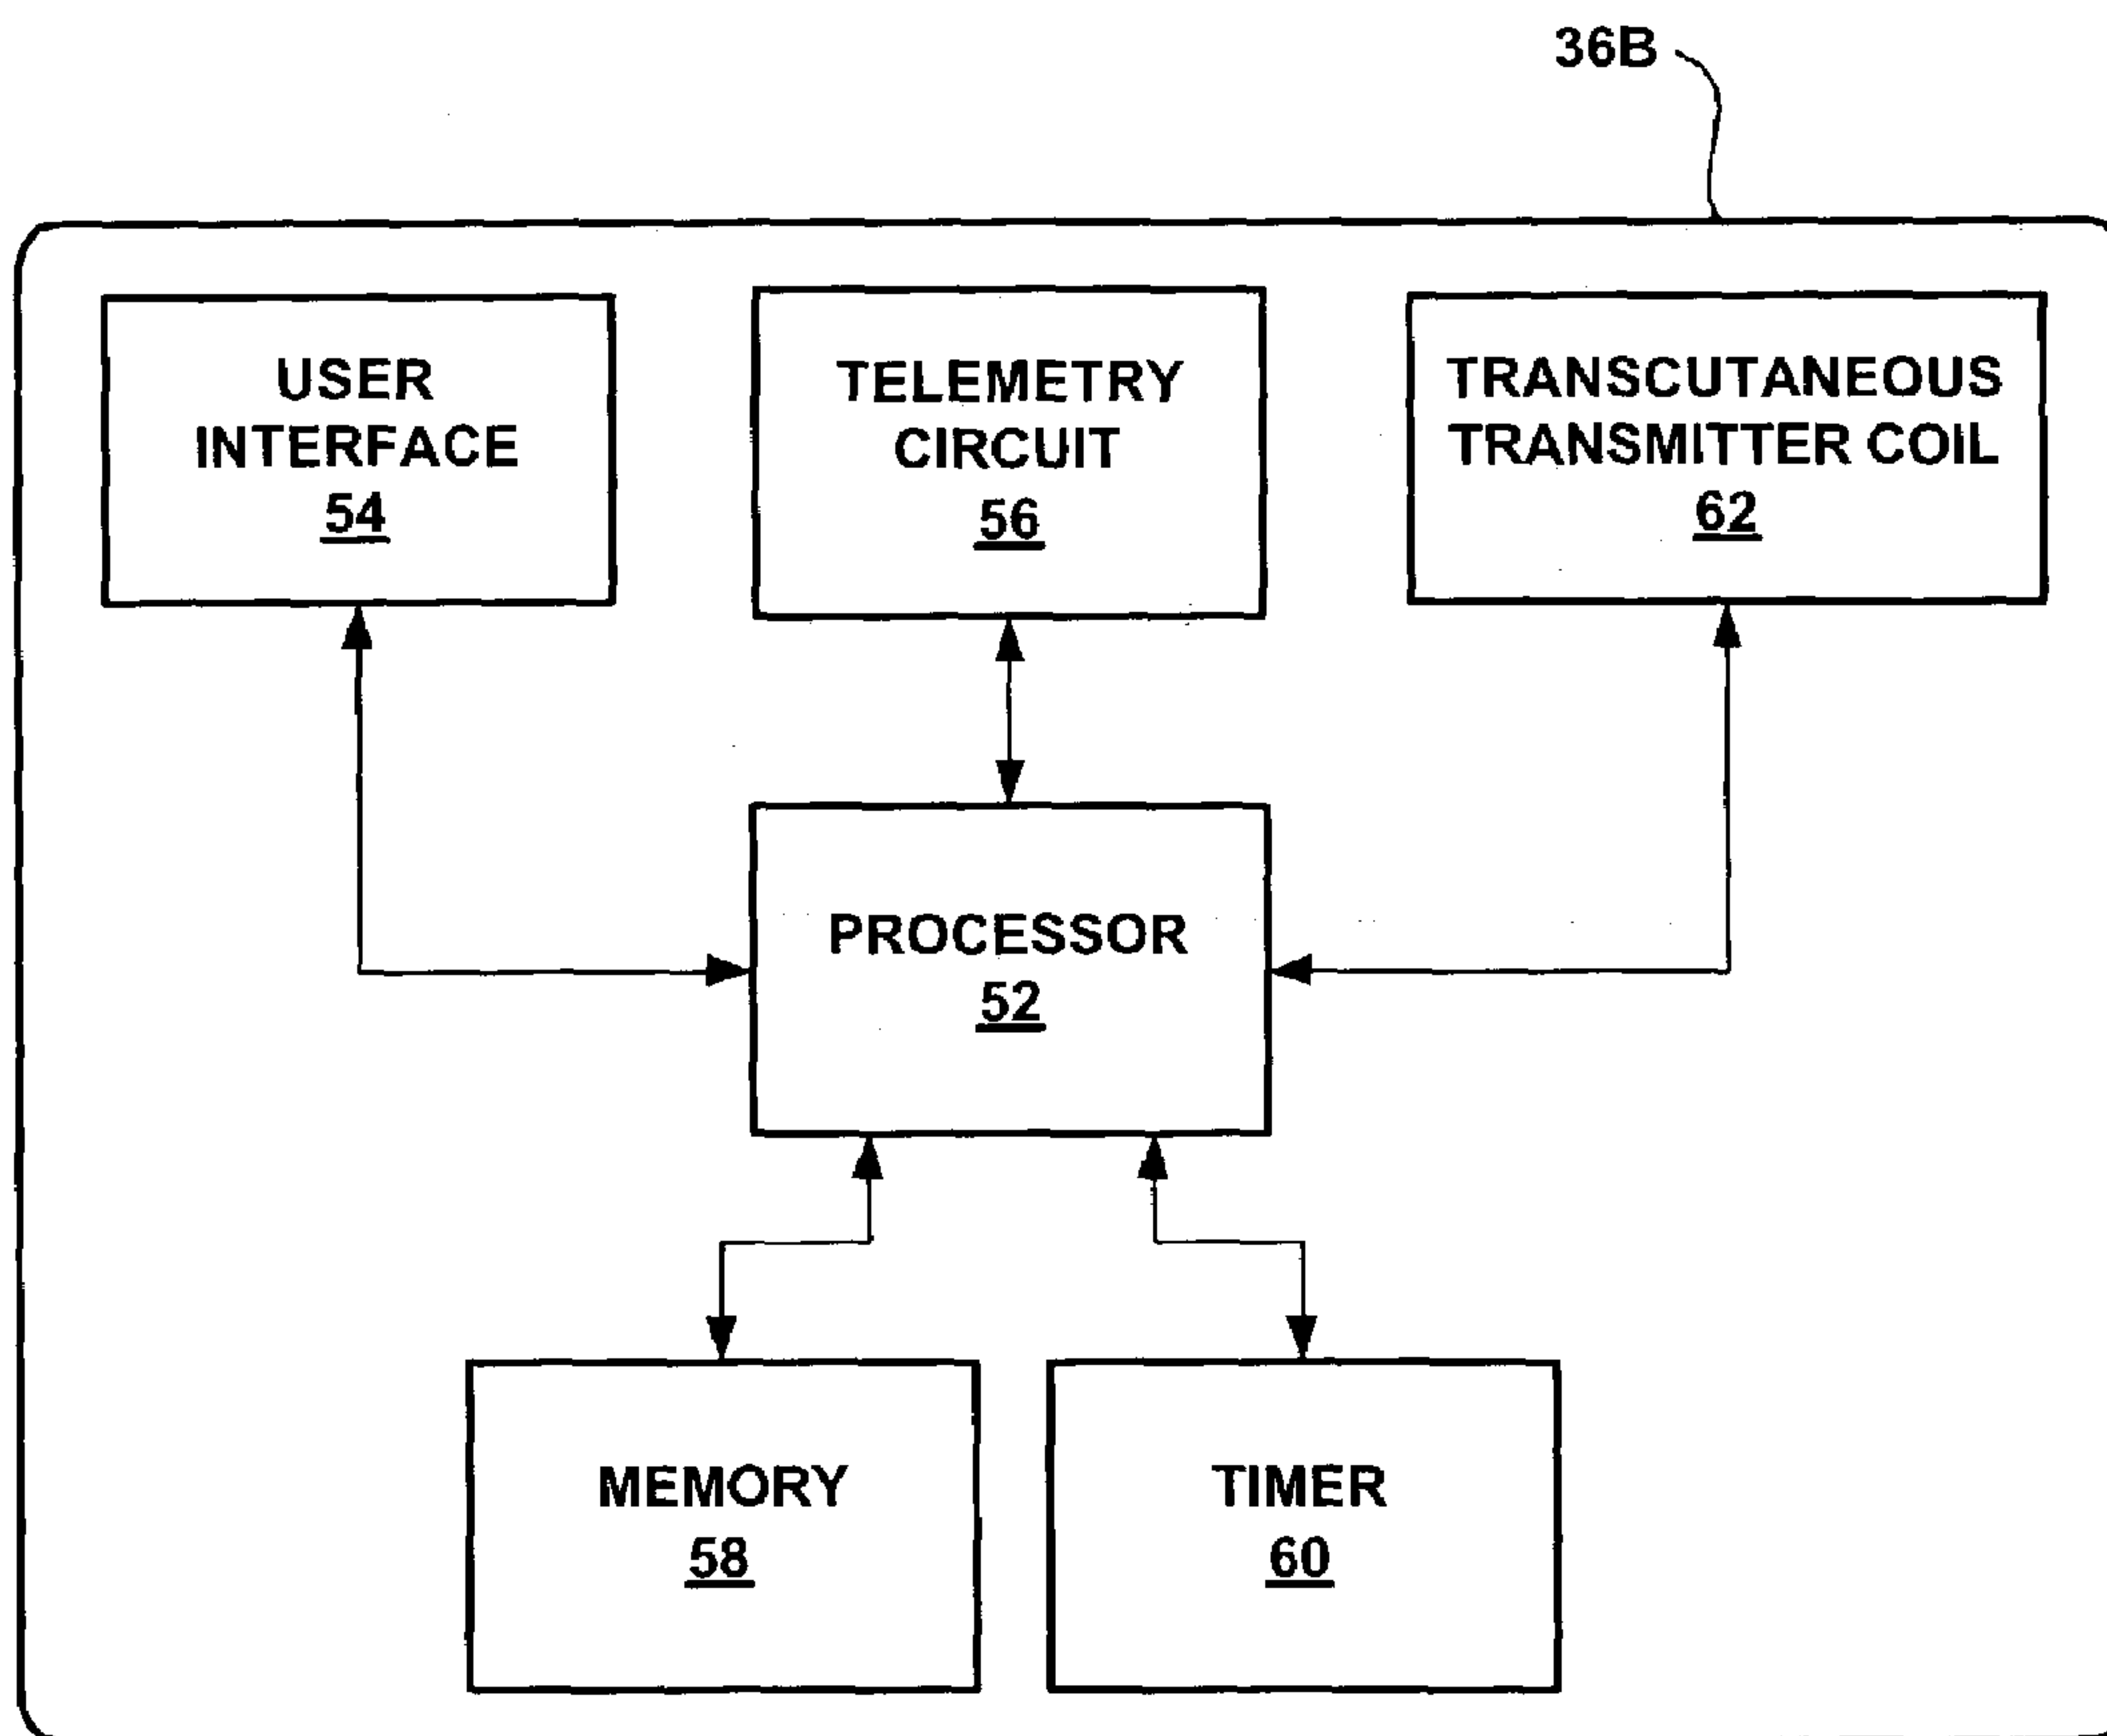 36B
USER
INTERFACE
54
TELEMETRY
CIRCUIT
56
TRANSCUTANEOUS
TRANSMITTER COIL
62
PROCESSOR
52
MEMORY
58
TIMER
60